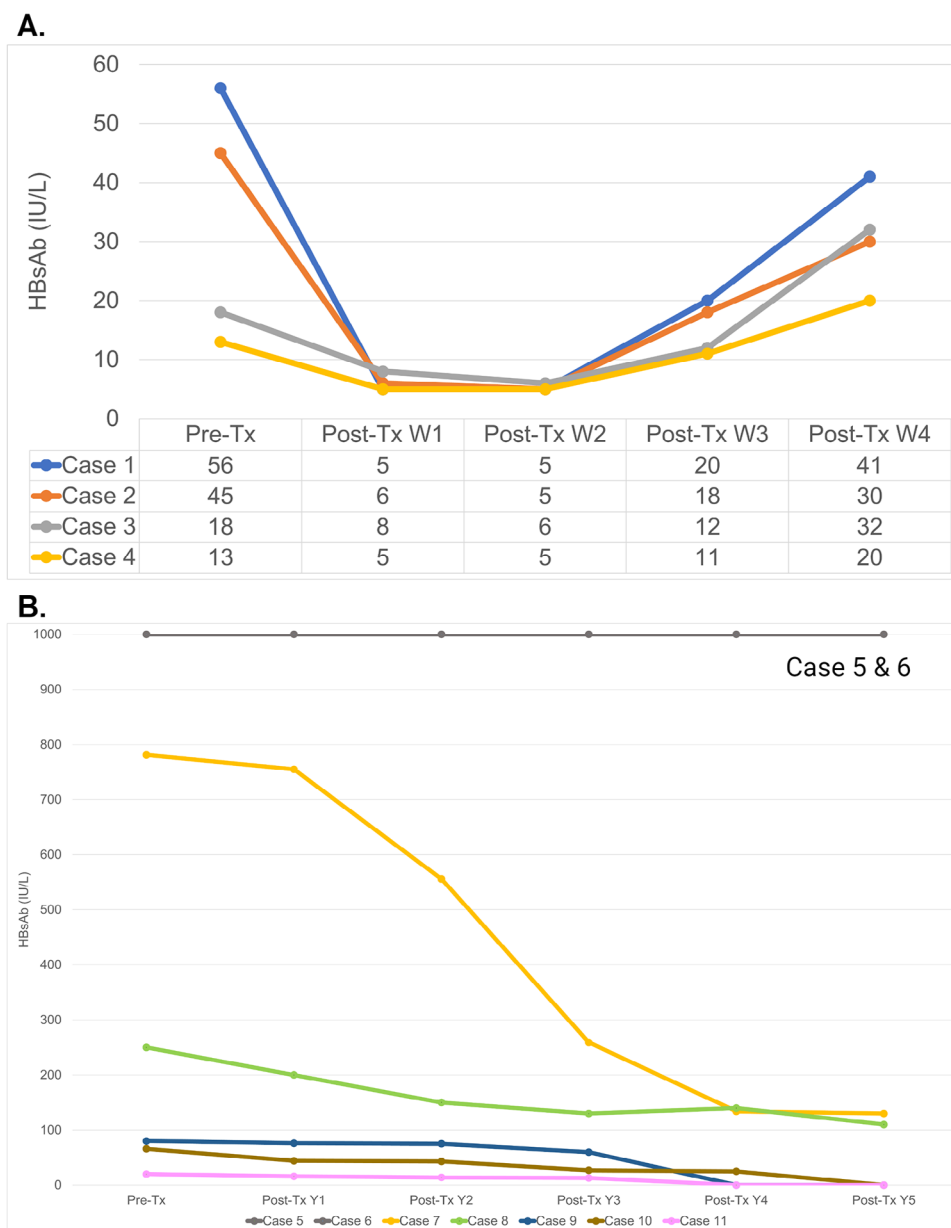 A.
60
50
40
30
20
10
0
HBsAb (IU/L)
Pre-Tx Post-Tx W1 Post-Tx W2 Post-Tx W3 Post-Tx W4
Case 1 56 5 5 20 41
Case 2 45 6 5 18 30
Case 3 18 8 6 12 32
Case 4 13 5 5 11 20
B.
1000
Case 5 & 6
900
800
700
600
500
400
300
200
100
0
HBsAb (IU/L)
Pre-Tx Post-Tx Y1 Post-Tx Y2 Post-Tx Y3 Post-Tx Y4 Post-Tx Y5
Case 5 Case 6 Case 7 Case 8 Case 9 Case 10 Case 11